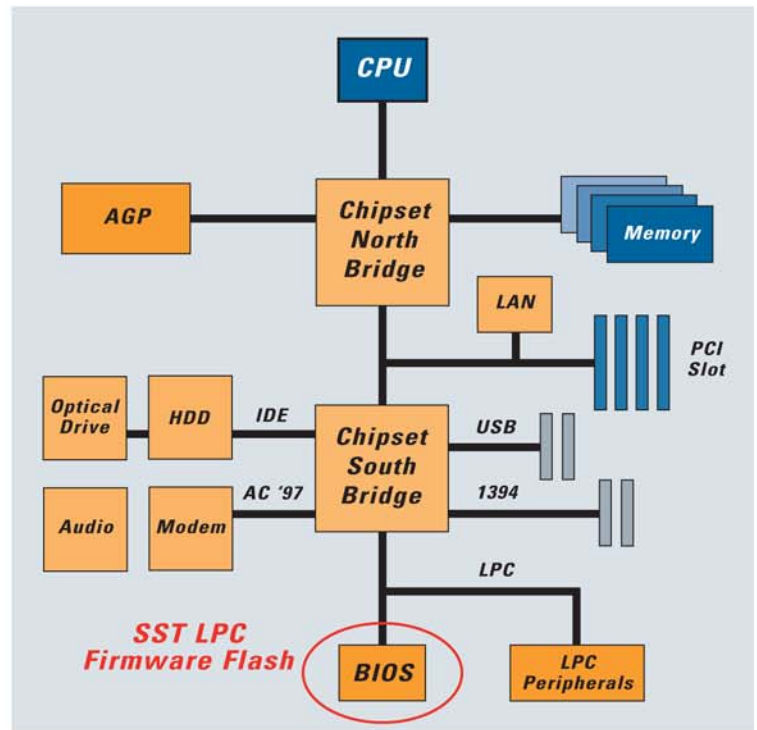 CPU
AGP
Chipset
North
Bridge
Memory
LAN
PCI
Slot
Optical
Drive
HDD
IDE
Chipset
South
Bridge
USB
Audio
Modem
AC '97
1394
LPC
SST LPC
Firmware Flash
BIOS
LPC
Peripherals